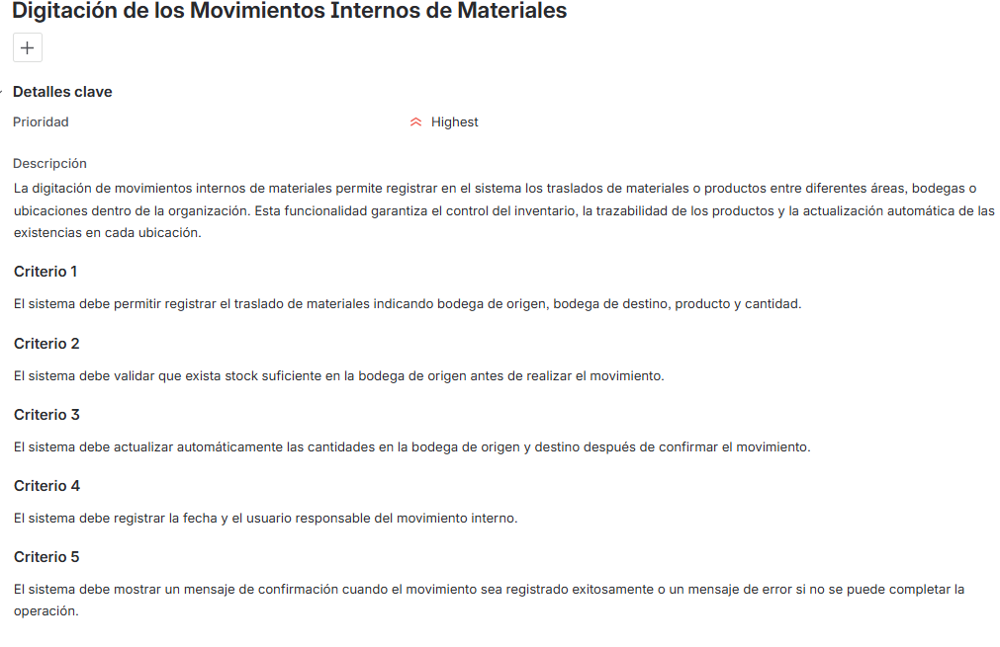 Digitación de los Movimientos Internos de Materiales
Detalles clave
Prioridad
Highest
Descripción
La digitación de movimientos internos de materiales permite registrar en el sistema los traslados de materiales o productos entre diferentes áreas, bodegas o
ubicaciones dentro de la organización. Esta funcionalidad garantiza el control del inventario, la trazabilidad de los productos y la actualización automática de las
existencias en cada ubicación.
Criterio 1
El sistema debe permitir registrar el traslado de materiales indicando bodega de origen, bodega de destino, producto y cantidad.
Criterio 2
El sistema debe validar que exista stock suficiente en la bodega de origen antes de realizar el movimiento.
Criterio 3
El sistema debe actualizar automáticamente las cantidades en la bodega de origen y destino después de confirmar el movimiento.
Criterio 4
El sistema debe registrar la fecha y el usuario responsable del movimiento interno.
Criterio 5
El sistema debe mostrar un mensaje de confirmación cuando el movimiento sea registrado exitosamente o un mensaje de error si no se puede completar la
operación.